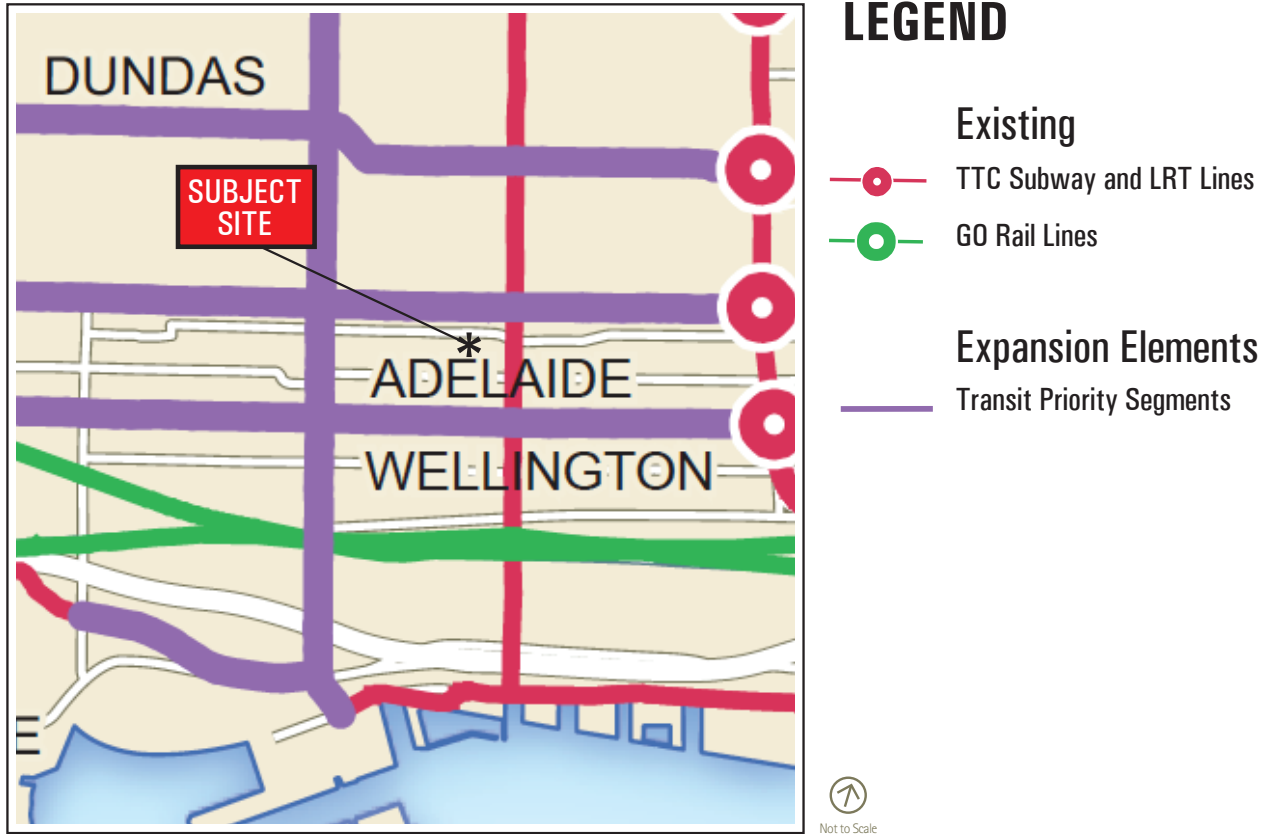 DUNDAS
SUBJECT
SITE
ADELAIDE
WELLINGTON
E
LEGEND
Existing
TTC Subway and LRT Lines
GO Rail Lines
Expansion Elements
Transit Priority Segments
Not to Scale